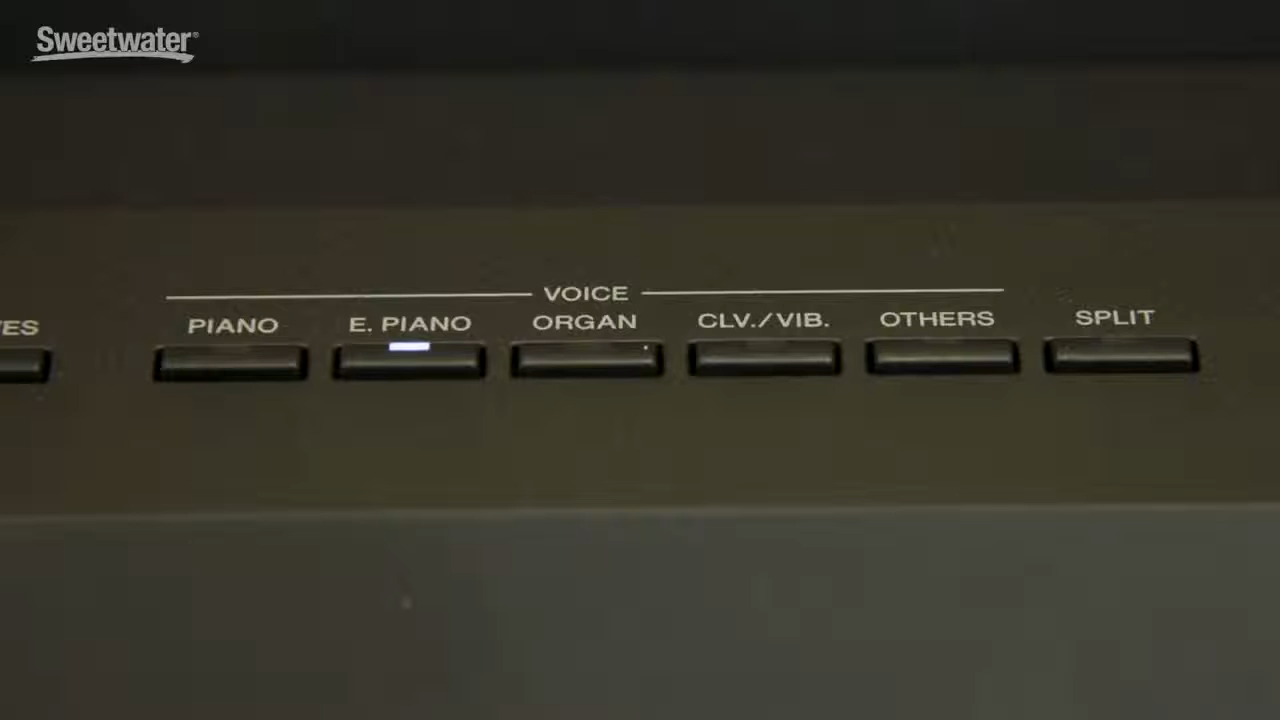 Sweetwater®
VOICE
PIANO E. PIANO ORGAN CLV./VIB. OTHERS SPLIT